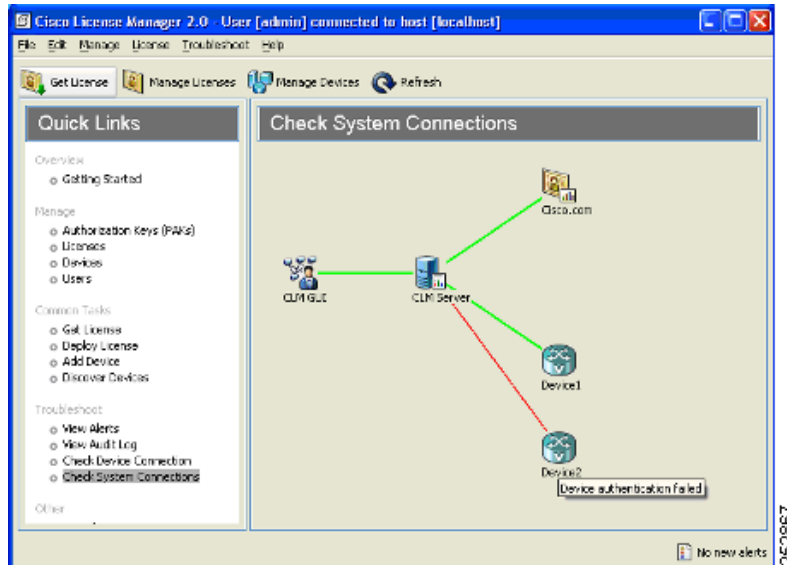 Cisco License Manager 2.0 - User [admin] connected to host [localhost]
File Edit Manage License Troubleshoot Help
Get License Manage Licenses Manage Devices Refresh
Quick Links
Overview
Getting Started
Manage
Authorization Keys (PAKs)
Licenses
Devices
Users
Common Tasks
Get License
Deploy License
Add Device
Discover Devices
Troubleshoot
View Alerts
View Audit Log
Check Device Connection
Check System Connections
Other
Check System Connections
Cisco.com
CLM GUI
CLM Server
Device1
Device2
Device authentication failed
No new alerts